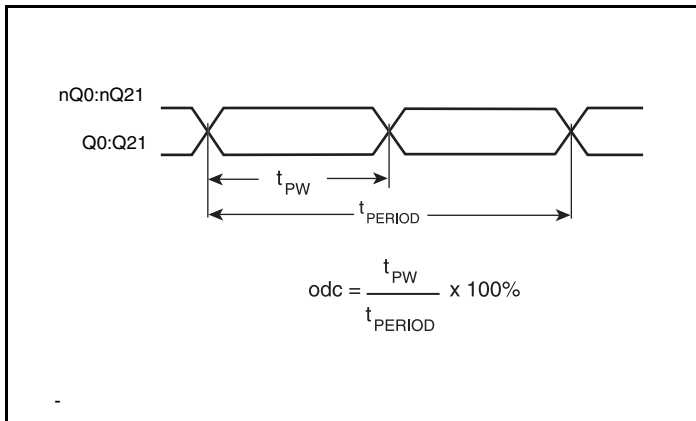 nQ0:nQ21
Q0:Q21
tPW
tPERIOD
odc = tPW / tPERIOD x 100%
-